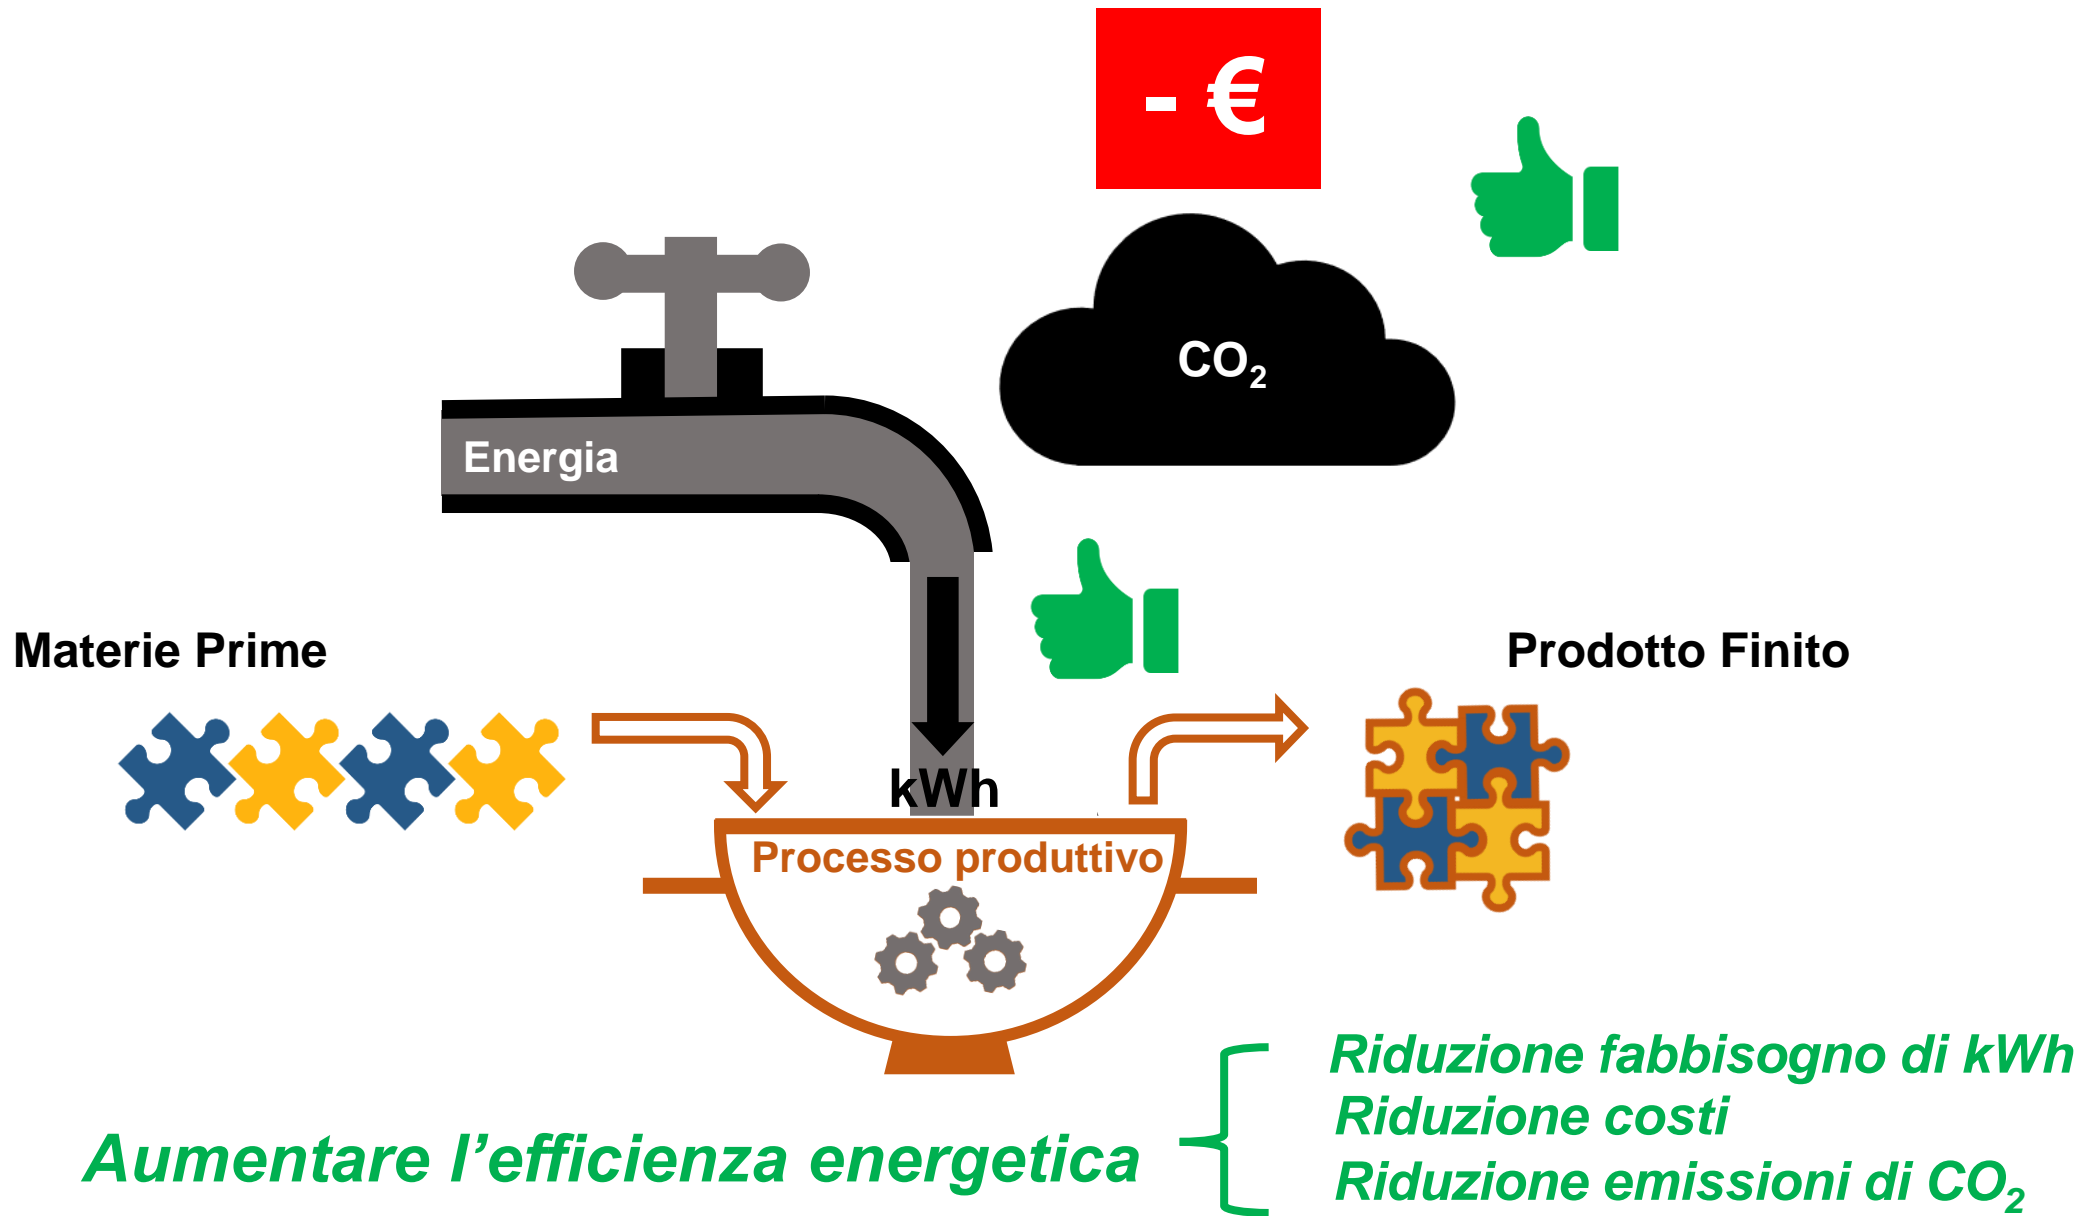 - €
CO₂
Energia
Materie Prime
Prodotto Finito
kWh
Processo produttivo
Aumentare l’efficienza energetica
Riduzione fabbisogno di kWh
Riduzione costi
Riduzione emissioni di CO₂